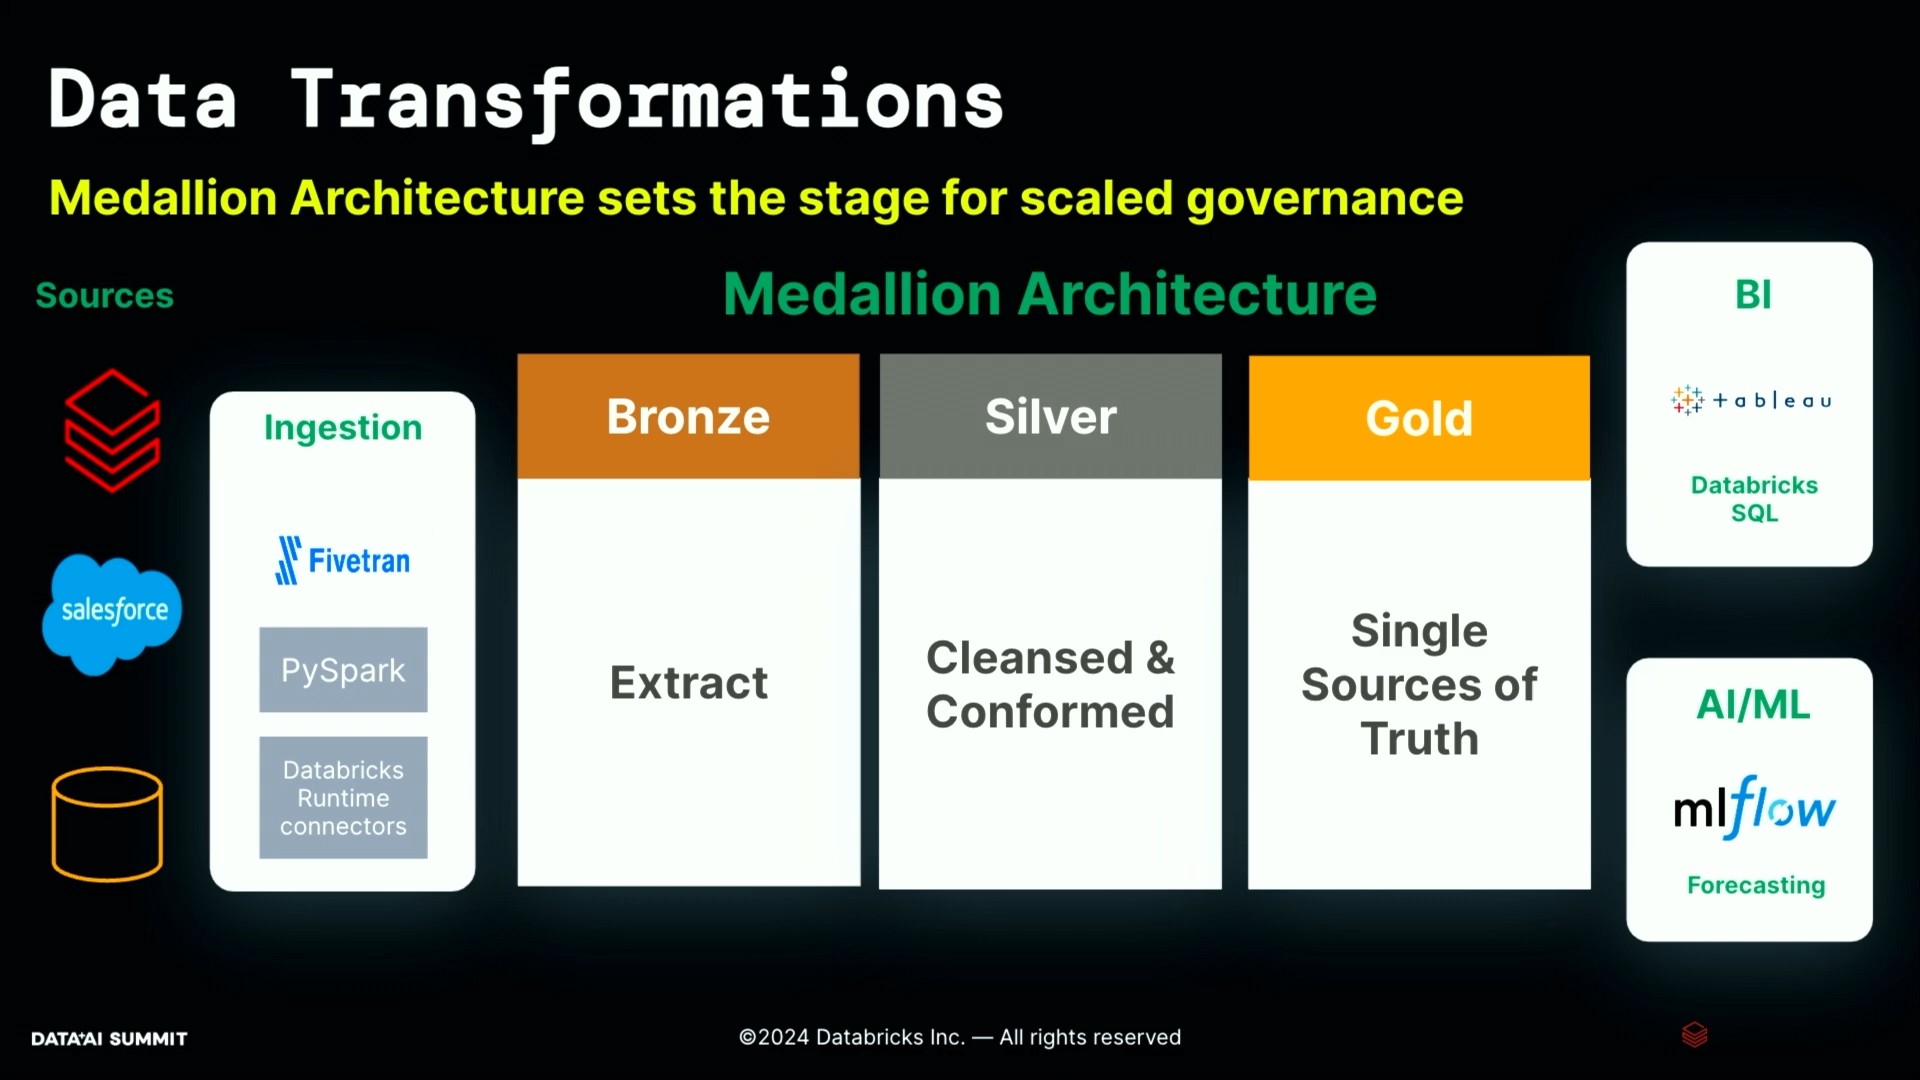 Data Transformations
Medallion Architecture sets the stage for scaled governance
Sources
salesforce
Ingestion
Fivetran
PySpark
Databricks
Runtime
connectors
Medallion Architecture
Bronze
Extract
Silver
Cleansed &
Conformed
Gold
Single
Sources of
Truth
BI
+ableau
Databricks
SQL
AI/ML
mlflow
Forecasting
DATA+AI SUMMIT
©2024 Databricks Inc. — All rights reserved